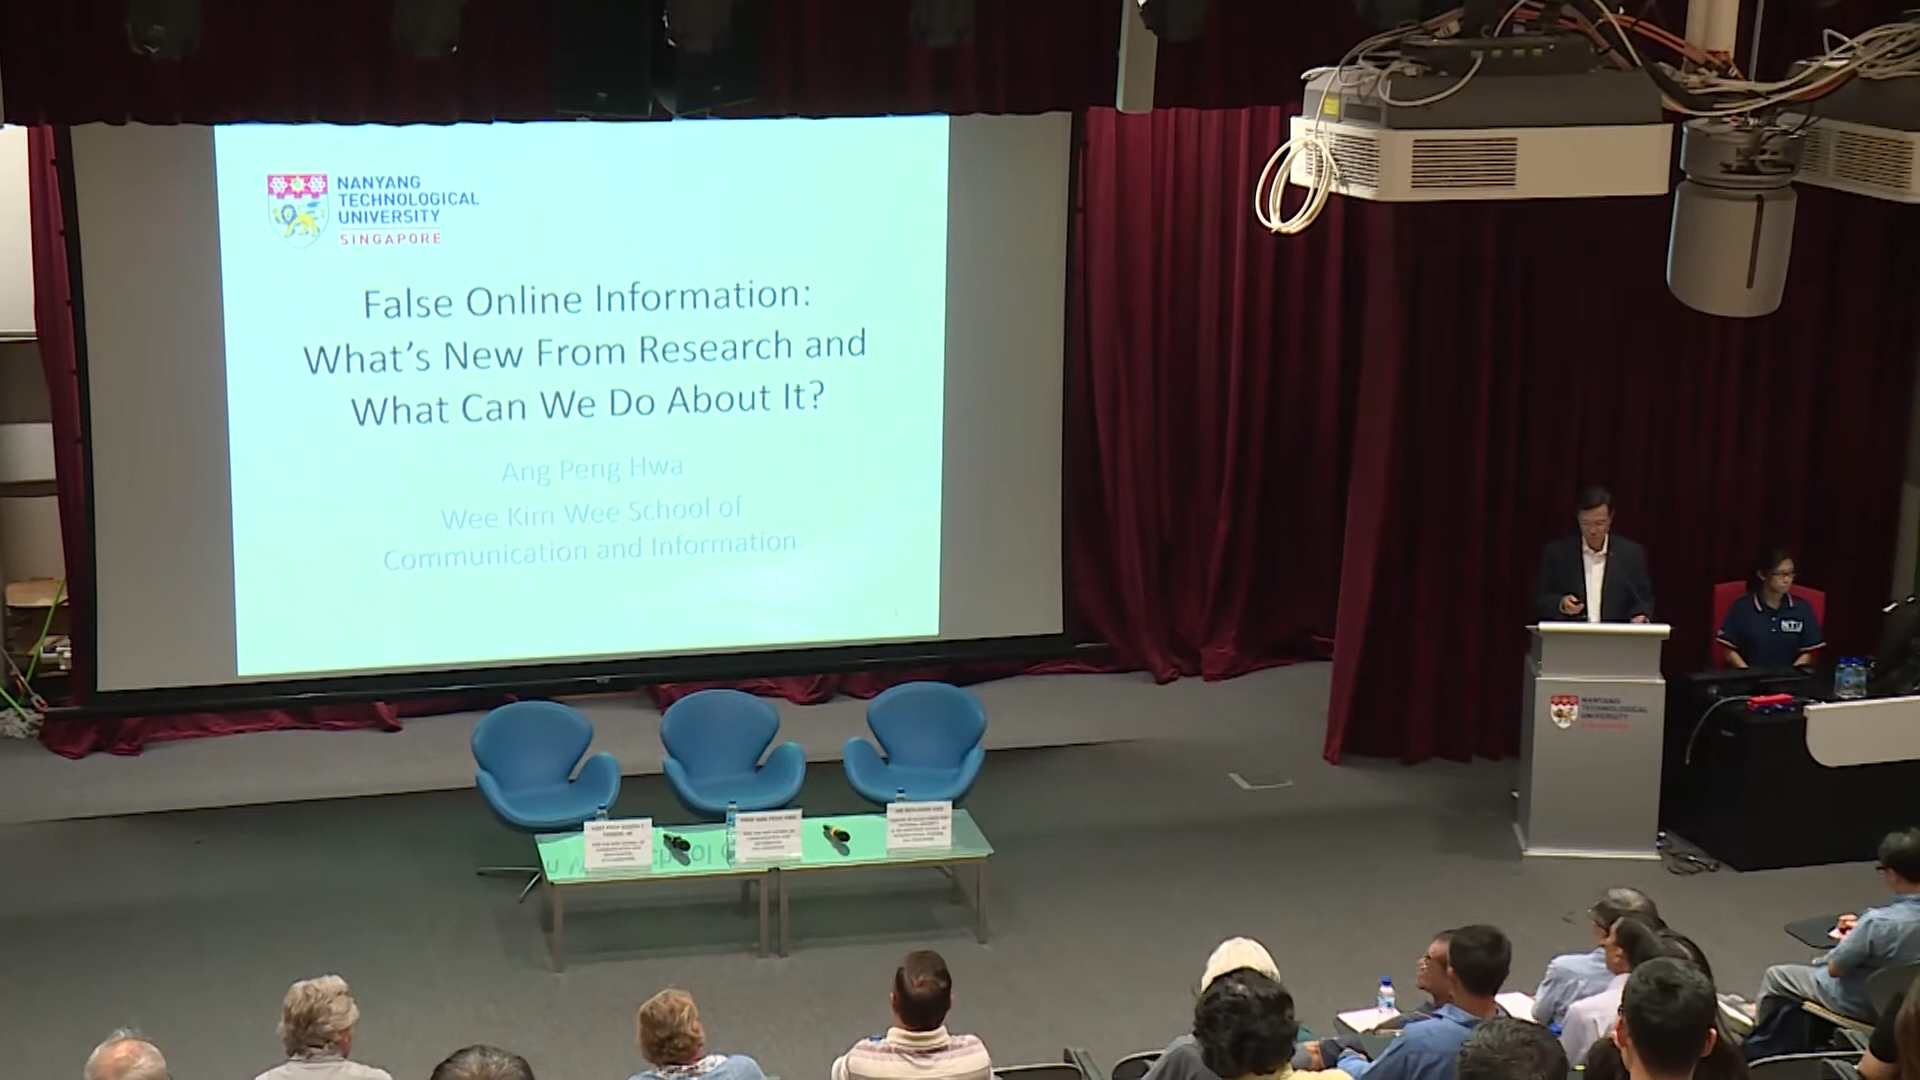 NANYANG
TECHNOLOGICAL
UNIVERSITY
SINGAPORE
False Online Information:
What's New From Research and
What Can We Do About It?
Ang Peng Hwa
Wee Kim Wee School of
Communication and Information
NTU
NANYANG
TECHNOLOGICAL
UNIVERSITY